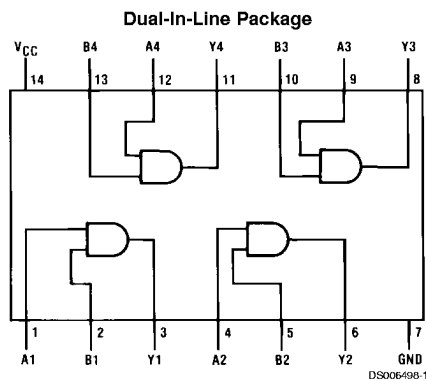 Dual-In-Line Package
VCC B4 A4 Y4 B3 A3 Y3
14 13 12 11 10 9 8
1 2 3 4 5 6 7
A1 B1 Y1 A2 B2 Y2 GND
DS006498-1